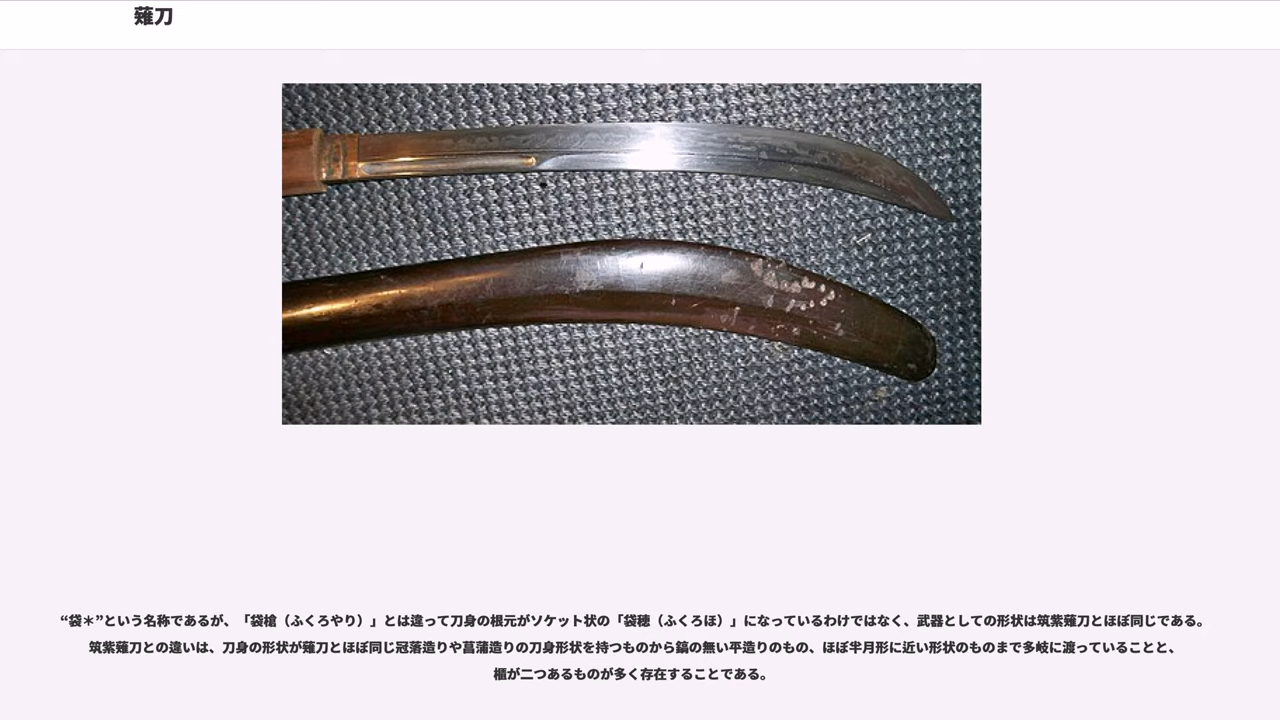 薙刀
“袋＊”という名称であるが、「袋槍（ふくろやり）」とは違って刀身の根元がソケット状の「袋穂（ふくろほ）」になっているわけではなく、武器としての形状は筑紫薙刀とほぼ同じである。
筑紫薙刀との違いは、刀身の形状が薙刀とほぼ同じ冠落造りや菖蒲造りの刀身形状を持つものから鎬の無い平造りのもの、ほぼ半月形に近い形状のものまで多岐に渡っていることと、
櫃が二つあるものが多く存在することである。